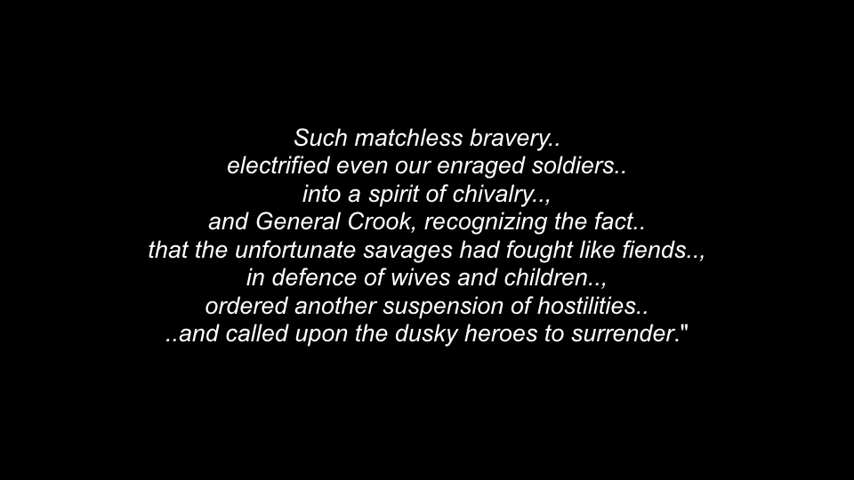 Such matchless bravery..
electrified even our enraged soldiers..
into a spirit of chivalry..,
and General Crook, recognizing the fact..
that the unfortunate savages had fought like fiends..,
in defence of wives and children..,
ordered another suspension of hostilities..
..and called upon the dusky heroes to surrender."